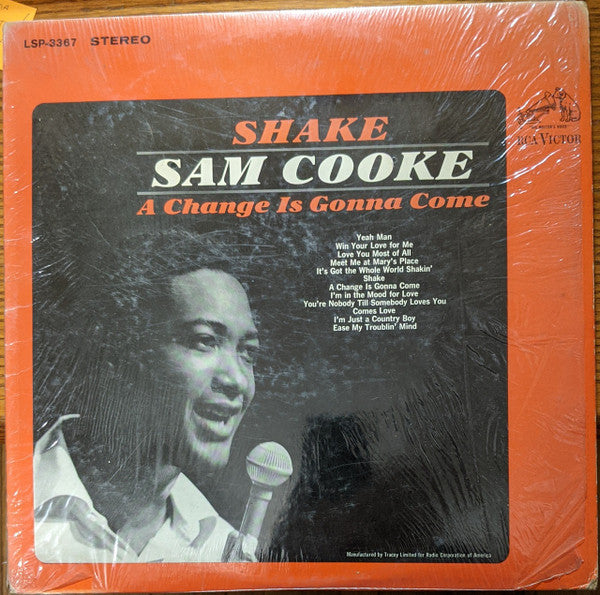 LSP-3367 STEREO
"HIS MASTER'S VOICE"
RCA VICTOR
SHAKE
SAM COOKE
A Change Is Gonna Come
Yeah Man
Win Your Love for Me
Love You Most of All
Meet Me at Mary's Place
It's Got the Whole World Shakin'
Shake
A Change Is Gonna Come
I'm in the Mood for Love
You're Nobody Till Somebody Loves You
Comes Love
I'm Just a Country Boy
Ease My Troublin' Mind
Manufactured by Tracey Limited for Radio Corporation of America